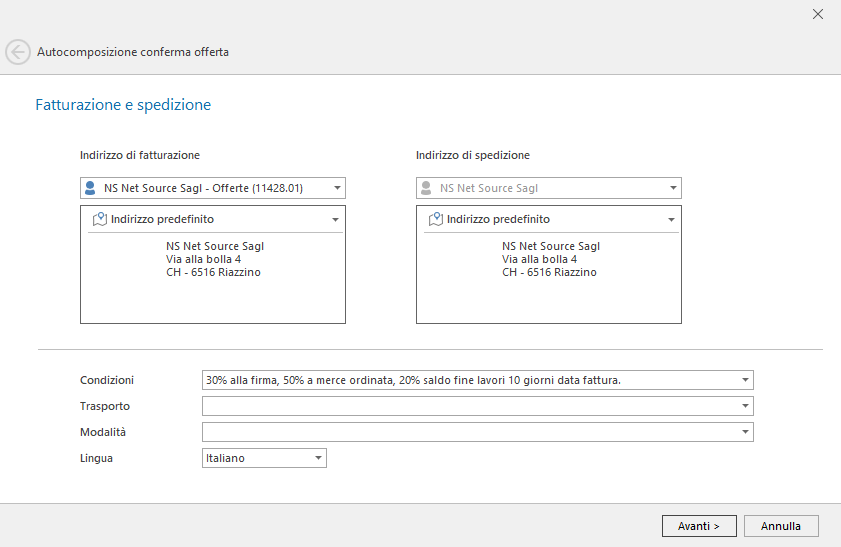 Autocomposizione conferma offerta
Fatturazione e spedizione
Indirizzo di fatturazione
NS Net Source Sagl - Offerte (11428.01)
Indirizzo predefinito
NS Net Source Sagl
Via alla bolla 4
CH - 6516 Riazzino
Indirizzo di spedizione
NS Net Source Sagl
Indirizzo predefinito
NS Net Source Sagl
Via alla bolla 4
CH - 6516 Riazzino
Condizioni
30% alla firma, 50% a merce ordinata, 20% saldo fine lavori 10 giorni data fattura.
Trasporto
Modalità
Lingua
Italiano
Avanti >
Annulla